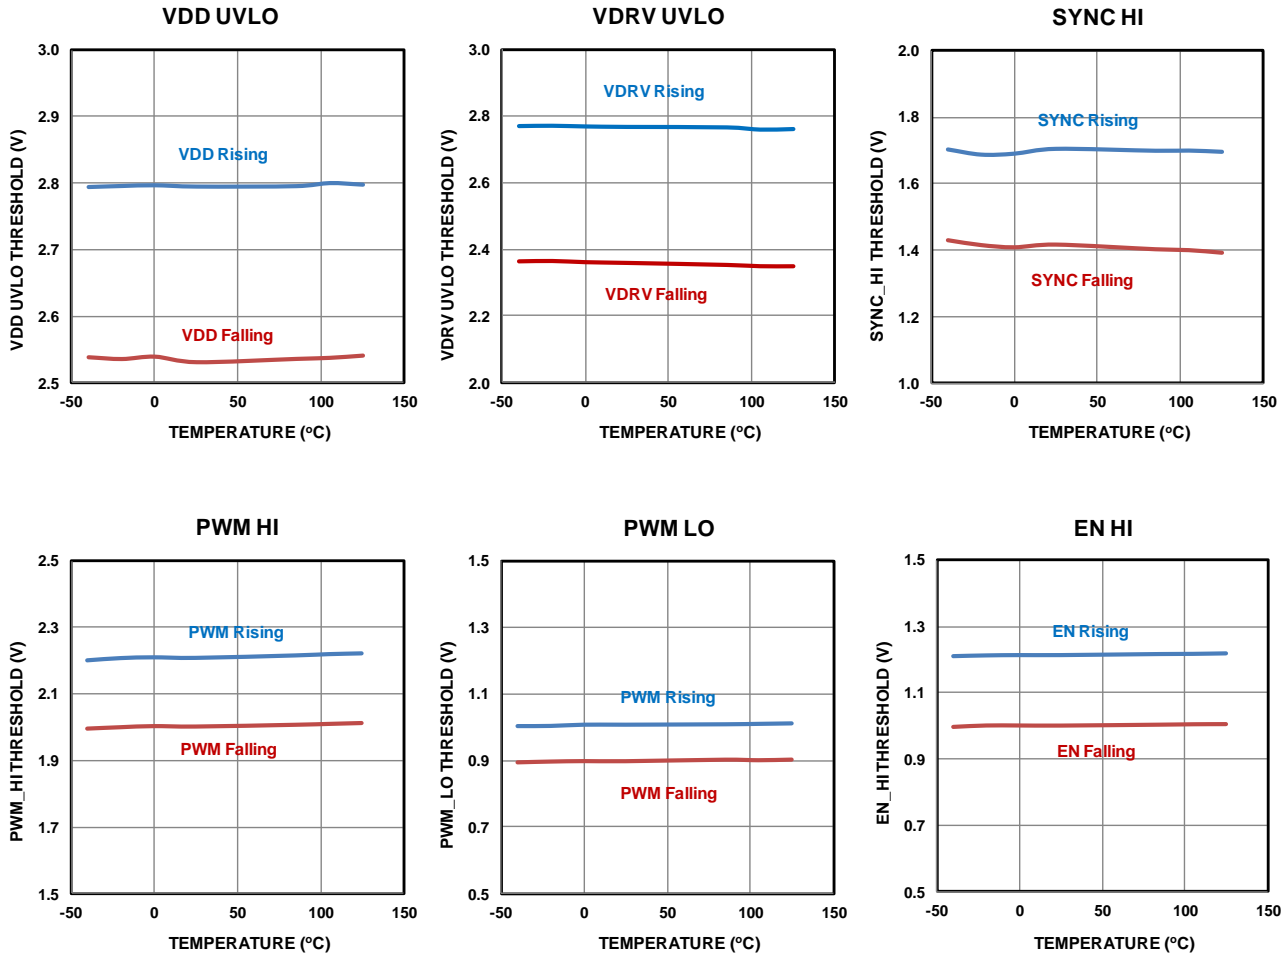 VDD UVLO
VDD UVLO THRESHOLD (V)
3.0
2.9
2.8
2.7
2.6
2.5
VDD Rising
VDD Falling
-50 0 50 100 150
TEMPERATURE (ºC)
VDRV UVLO
VDRV UVLO THRESHOLD (V)
3.0
2.8
2.6
2.4
2.2
2.0
VDRV Rising
VDRV Falling
-50 0 50 100 150
TEMPERATURE (ºC)
SYNC HI
SYNC_HI THRESHOLD (V)
2.0
1.8
1.6
1.4
1.2
1.0
SYNC Rising
SYNC Falling
-50 0 50 100 150
TEMPERATURE (ºC)
PWM HI
PWM_HI THRESHOLD (V)
2.5
2.3
2.1
1.9
1.7
1.5
PWM Rising
PWM Falling
-50 0 50 100 150
TEMPERATURE (ºC)
PWM LO
PWM_LO THRESHOLD (V)
1.5
1.3
1.1
0.9
0.7
0.5
PWM Rising
PWM Falling
-50 0 50 100 150
TEMPERATURE (ºC)
EN HI
EN_HI THRESHOLD (V)
1.5
1.3
1.1
0.9
0.7
0.5
EN Rising
EN Falling
-50 0 50 100 150
TEMPERATURE (ºC)